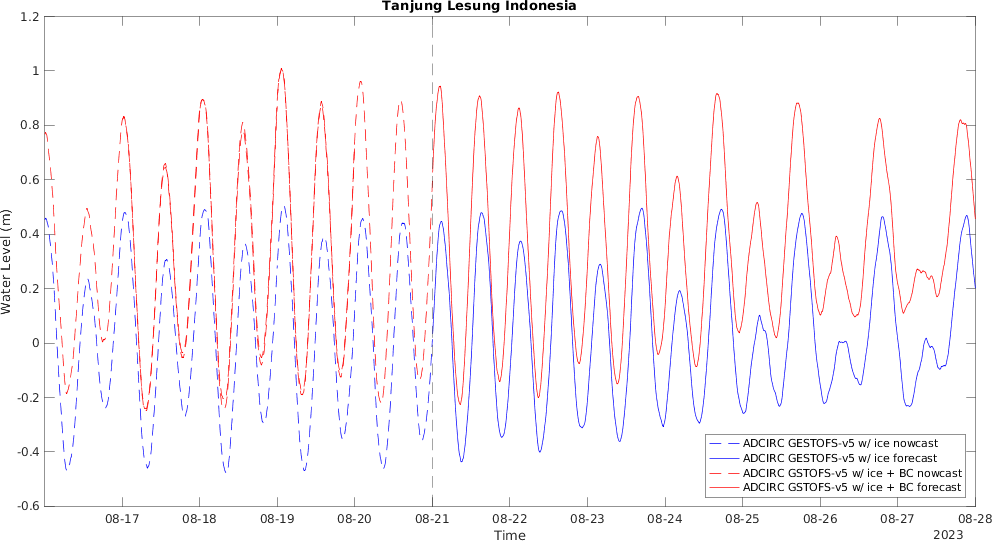 Tanjung Lesung Indonesia
1.2
1
0.8
0.6
0.4
0.2
0
-0.2
-0.4
-0.6
Water Level (m)
ADCIRC GESTOFS-v5 w/ ice nowcast
ADCIRC GESTOFS-v5 w/ ice forecast
ADCIRC GSTOFS-v5 w/ ice + BC nowcast
ADCIRC GSTOFS-v5 w/ ice + BC forecast
08-17 08-18 08-19 08-20 08-21 08-22 08-23 08-24 08-25 08-26 08-27 08-28
Time
2023